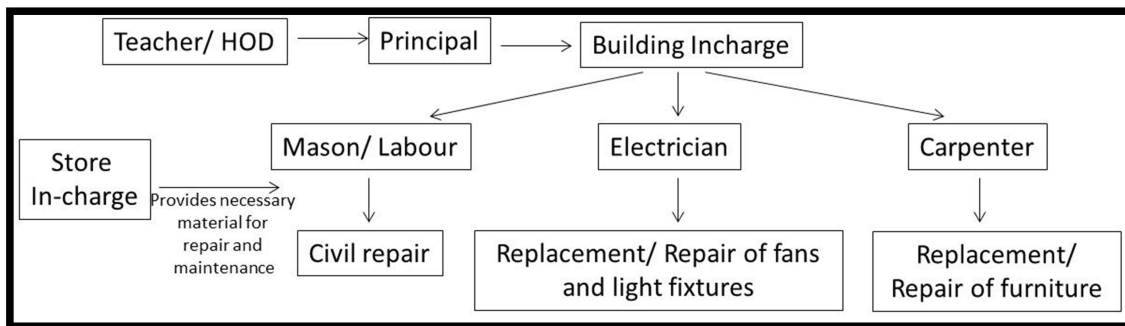 Teacher/ HOD
Principal
Building Incharge
Mason/ Labour
Electrician
Carpenter
Store
In-charge
Provides necessary
material for
repair and
maintenance
Civil repair
Replacement/ Repair of fans
and light fixtures
Replacement/
Repair of furniture